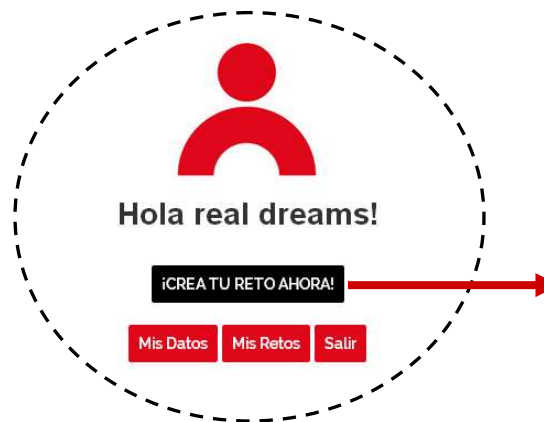 Hola real dreams!
¡CREA TU RETO AHORA!
Mis Datos Mis Retos Salir